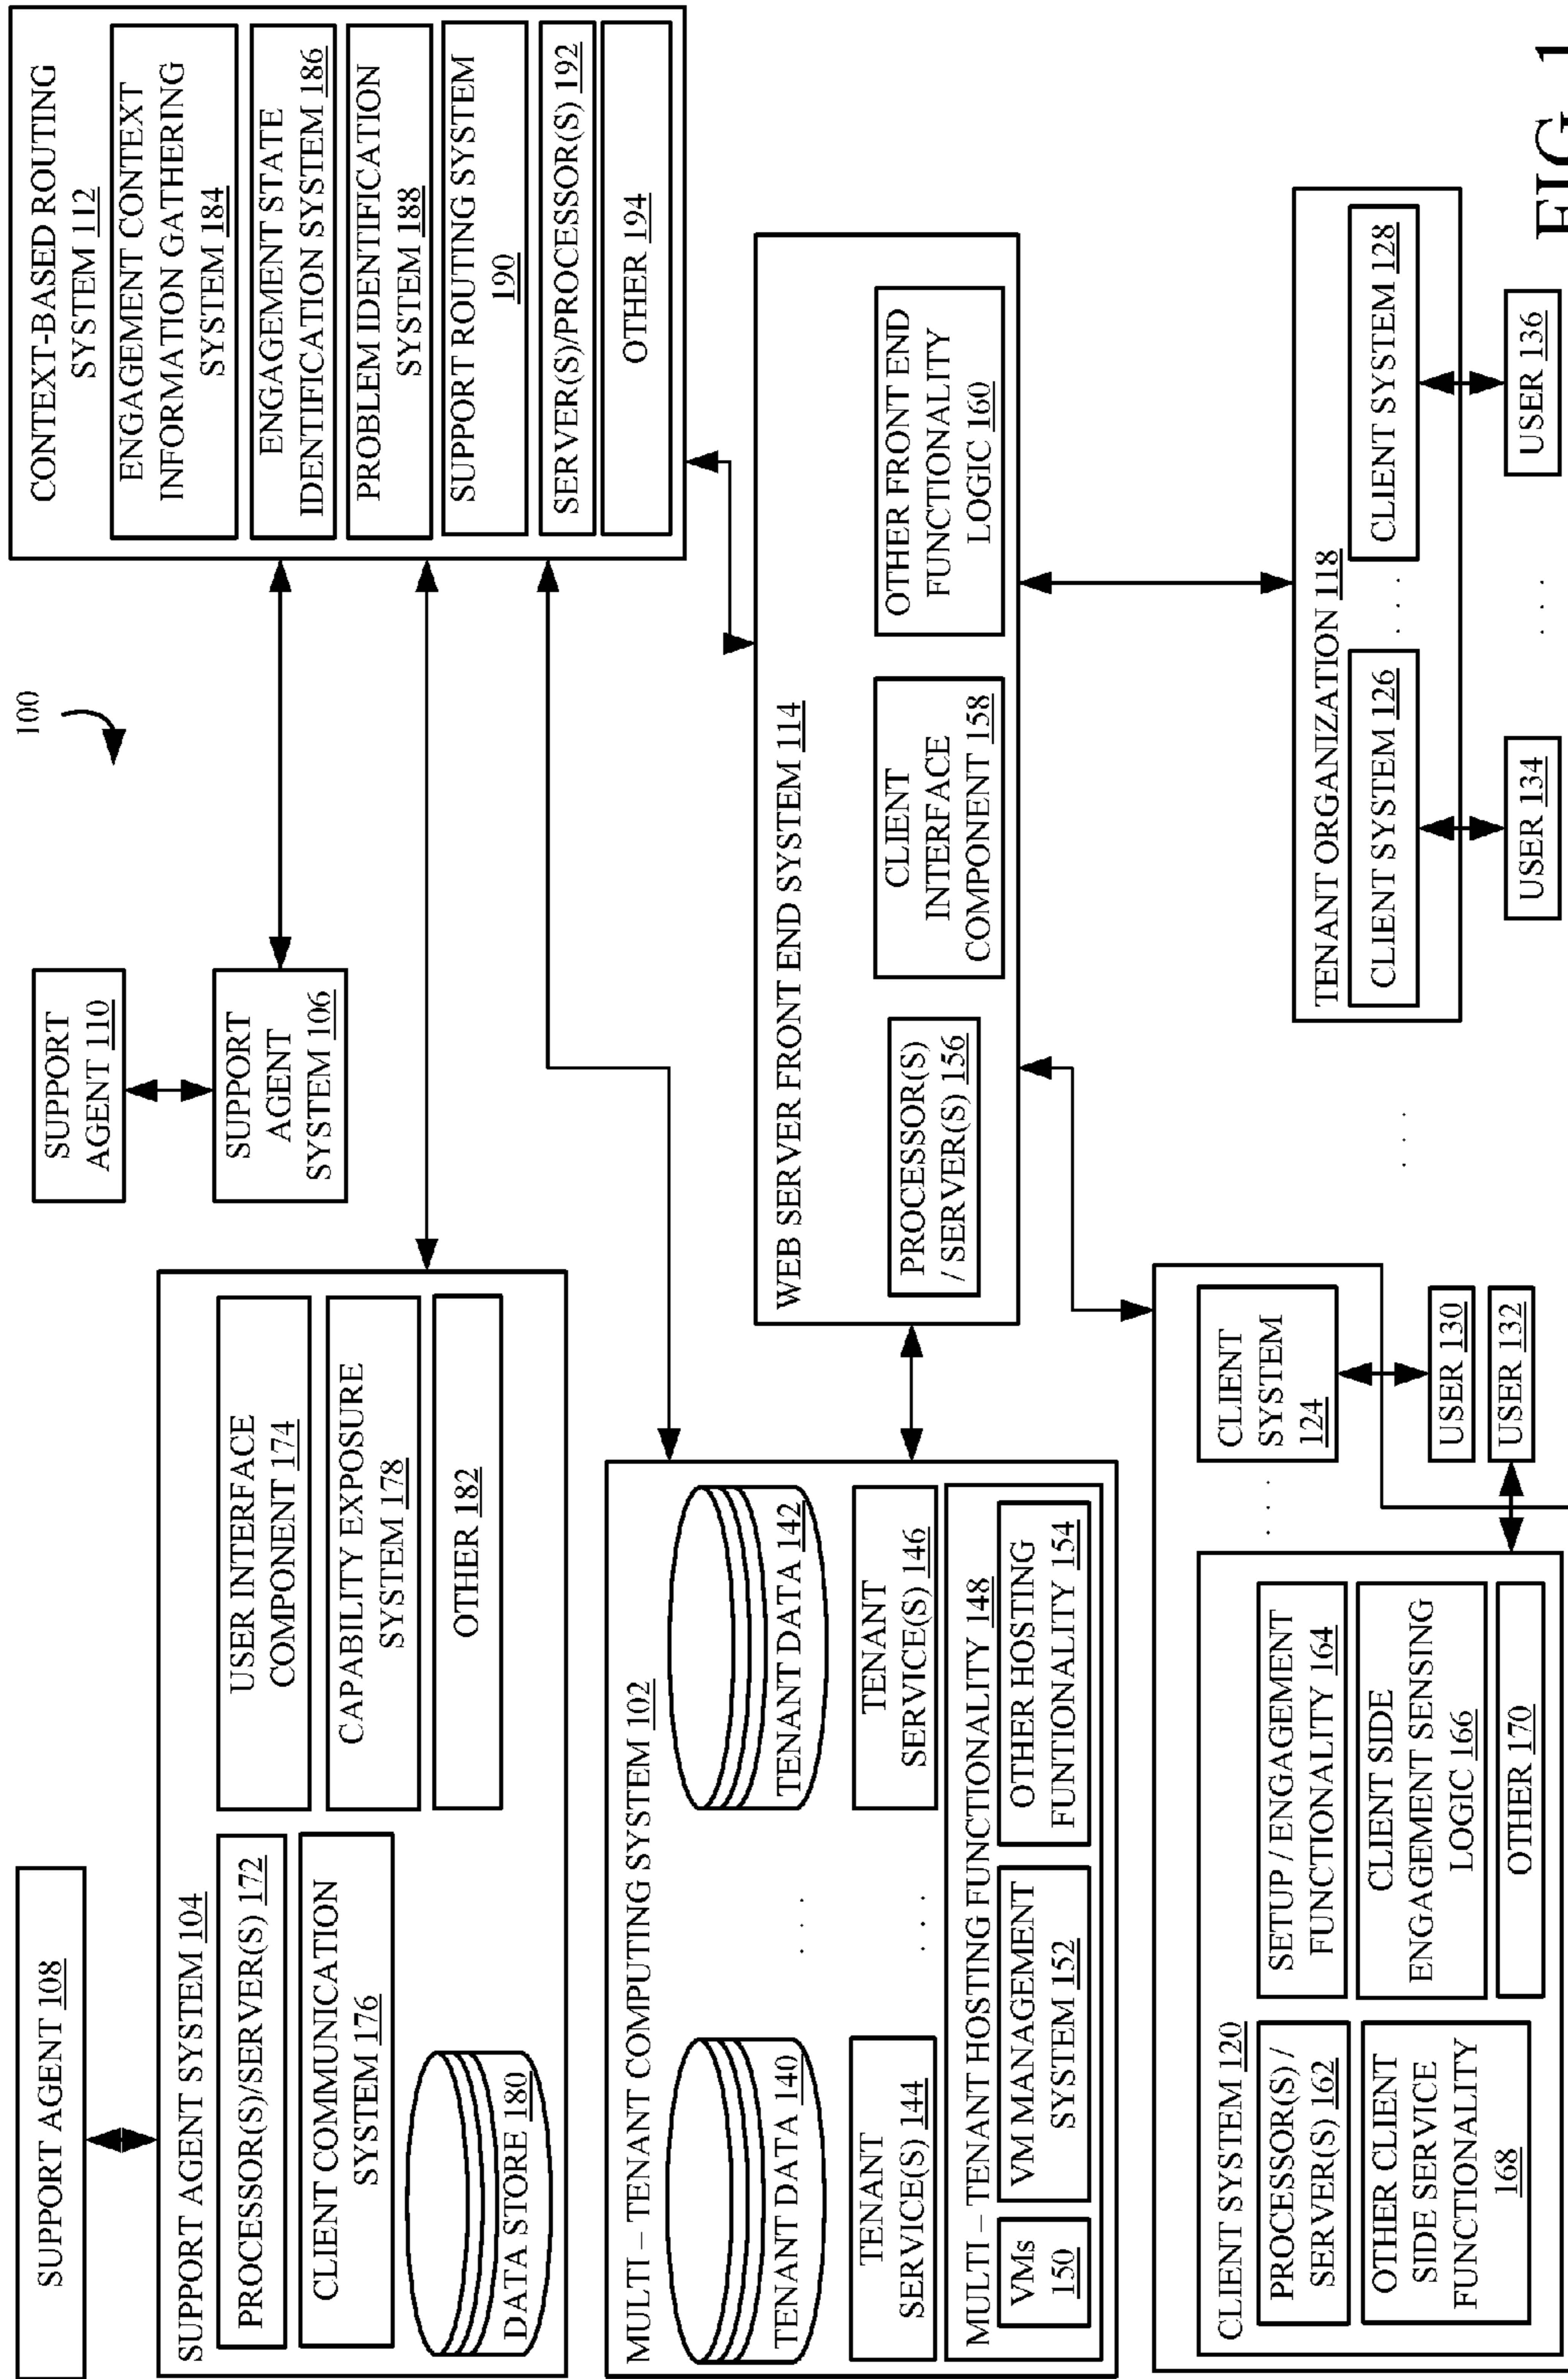 100
SUPPORT AGENT 108
SUPPORT AGENT SYSTEM 104
PROCESSOR(S)/SERVER(S) 172
CLIENT COMMUNICATION
SYSTEM 176
DATA STORE 180
USER INTERFACE
COMPONENT 174
CAPABILITY EXPOSURE
SYSTEM 178
OTHER 182
SUPPORT
AGENT 110
SUPPORT
AGENT
SYSTEM 106
CONTEXT-BASED ROUTING
SYSTEM 112
ENGAGEMENT CONTEXT
INFORMATION GATHERING
SYSTEM 184
ENGAGEMENT STATE
IDENTIFICATION SYSTEM 186
PROBLEM IDENTIFICATION
SYSTEM 188
SUPPORT ROUTING SYSTEM
190
SERVER(S)/PROCESSOR(S) 192
OTHER 194
MULTI – TENANT COMPUTING SYSTEM 102
TENANT DATA 140
. . .
TENANT DATA 142
TENANT
SERVICE(S) 144
. . .
TENANT
SERVICE(S) 146
MULTI – TENANT HOSTING FUNCTIONALITY 148
VMs
150
VM MANAGEMENT
SYSTEM 152
OTHER HOSTING
FUNTIONALITY 154
WEB SERVER FRONT END SYSTEM 114
PROCESSOR(S)
/ SERVER(S) 156
CLIENT
INTERFACE
COMPONENT 158
OTHER FRONT END
FUNCTIONALITY
LOGIC 160
CLIENT SYSTEM 120
PROCESSOR(S) /
SERVER(S) 162
OTHER CLIENT
SIDE SERVICE
FUNCTIONALITY
168
SETUP / ENGAGEMENT
FUNCTIONALITY 164
CLIENT SIDE
ENGAGEMENT SENSING
LOGIC 166
OTHER 170
. . .
CLIENT
SYSTEM
124
USER 130
USER 132
. . .
TENANT ORGANIZATION 118
CLIENT SYSTEM 126
. . .
CLIENT SYSTEM 128
USER 134
. . .
USER 136
FIG. 1